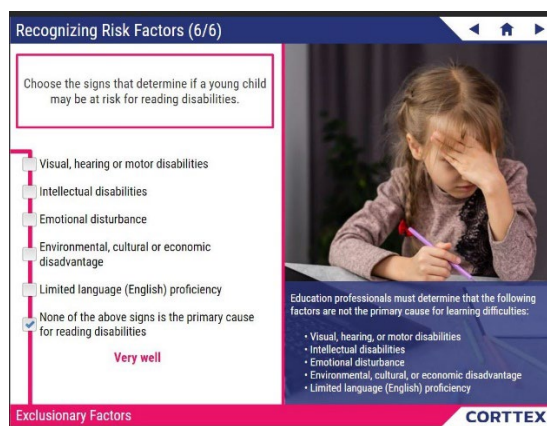 Recognizing Risk Factors (6/6)
Choose the signs that determine if a young child
may be at risk for reading disabilities.
Visual, hearing or motor disabilities
Intellectual disabilities
Emotional disturbance
Environmental, cultural or economic
disadvantage
Limited language (English) proficiency
None of the above signs is the primary cause
for reading disabilities
Very well
Education professionals must determine that the following
factors are not the primary cause for learning difficulties:
• Visual, hearing, or motor disabilities
• Intellectual disabilities
• Emotional disturbance
• Environmental, cultural, or economic disadvantage
• Limited language (English) proficiency
Exclusionary Factors
CORTTEX